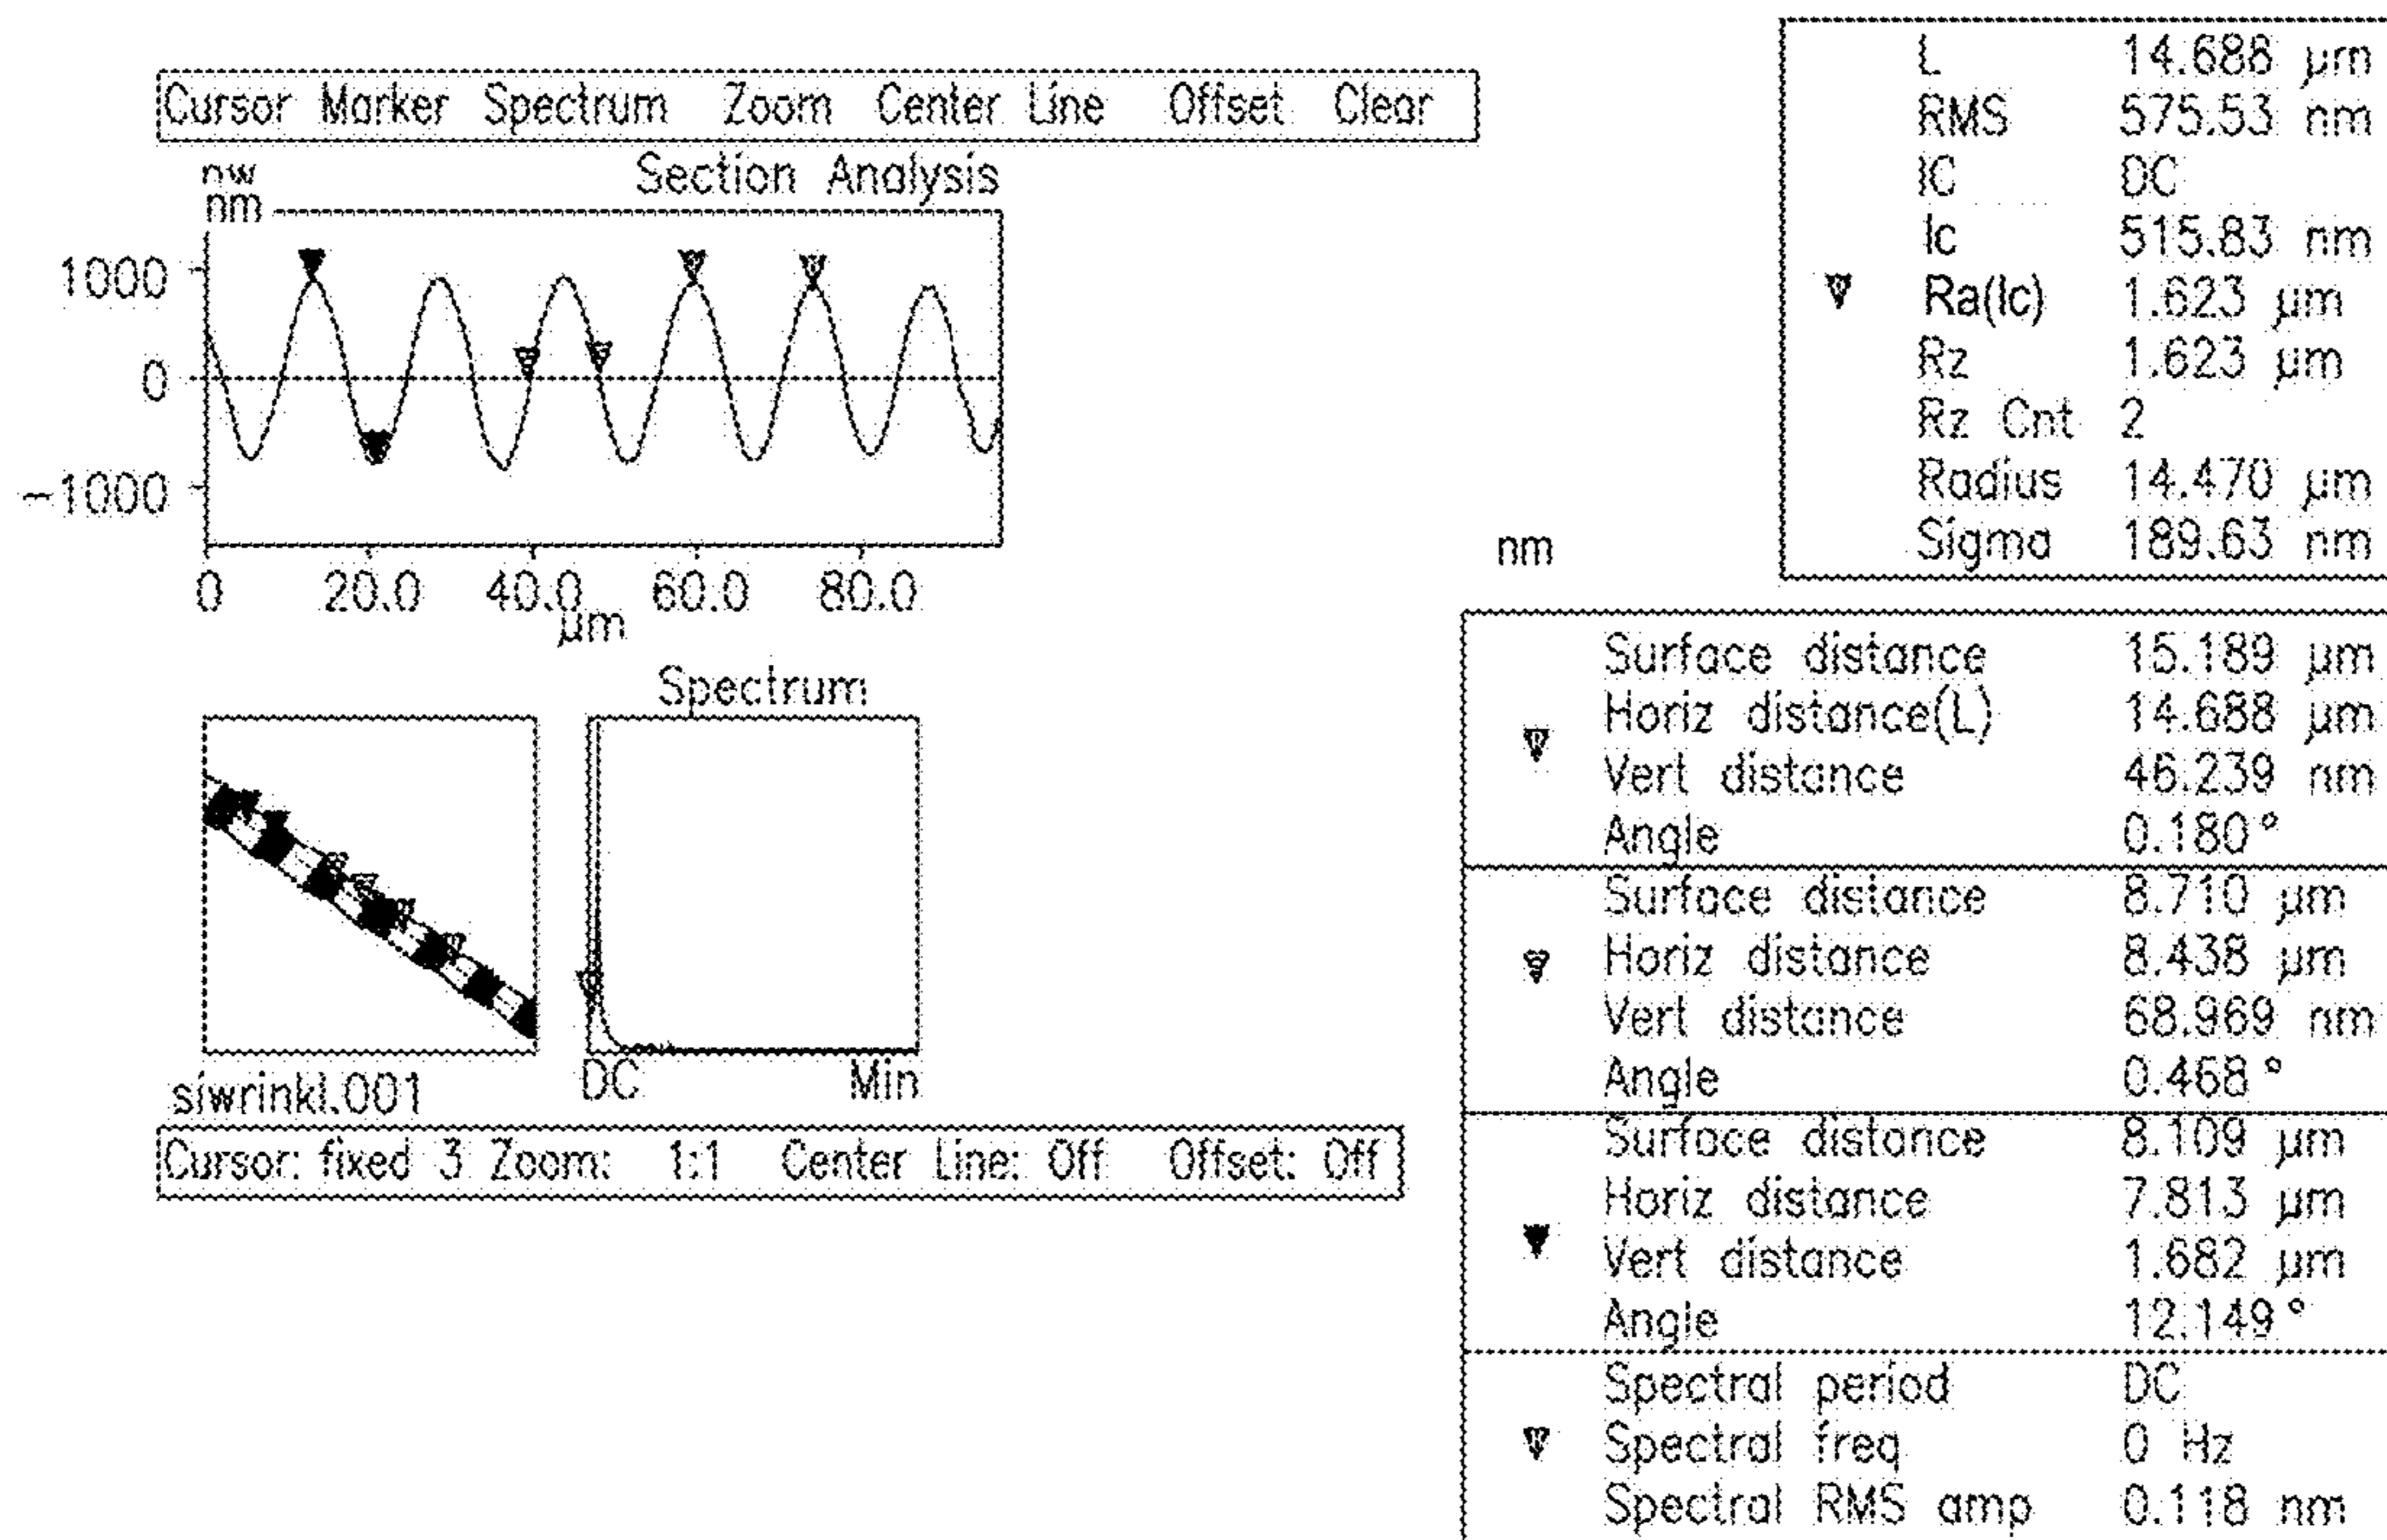 Cursor Marker Spectrum Zoom Center Line Offset Clear
nw
nm
Section Analysis
1000
0
-1000
0 20.0 40.0 60.0 80.0
µm
Spectrum
DC Min
siwrinkl.001
Cursor: fixed 3 Zoom: 1:1 Center Line: Off Offset: Off
nm
L 14.688 µm
RMS 575.53 nm
IC DC
Ic 515.83 nm
Ra(Ic) 1.623 µm
Rz 1.623 µm
Rz Cnt 2
Radius 14.470 µm
Sigma 189.63 nm
Surface distance 15.189 µm
Horiz distance(L) 14.688 µm
Vert distance 46.239 nm
Angle 0.180°
Surface distance 8.710 µm
Horiz distance 8.438 µm
Vert distance 68.969 nm
Angle 0.468°
Surface distance 8.109 µm
Horiz distance 7.813 µm
Vert distance 1.682 µm
Angle 12.149°
Spectral period DC
Spectral freq 0 Hz
Spectral RMS amp 0.118 nm